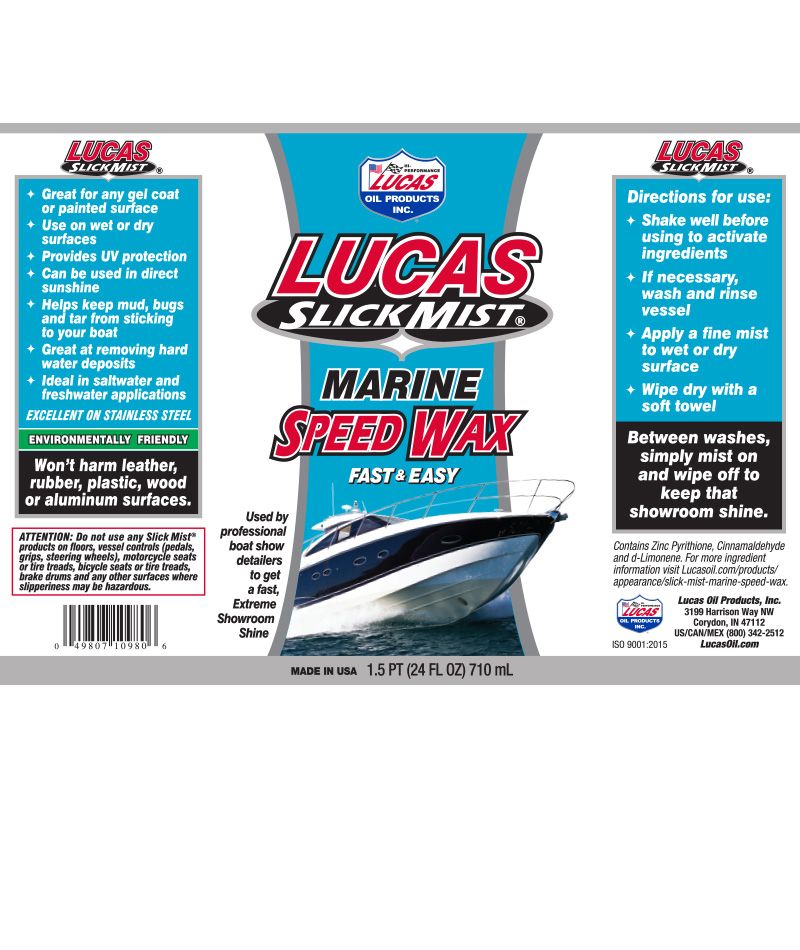 LUCAS
SLICKMIST®
✦ Great for any gel coat
or painted surface
✦ Use on wet or dry
surfaces
✦ Provides UV protection
✦ Can be used in direct
sunshine
✦ Helps keep mud, bugs
and tar from sticking
to your boat
✦ Great at removing hard
water deposits
✦ Ideal in saltwater and
freshwater applications
EXCELLENT ON STAINLESS STEEL
ENVIRONMENTALLY FRIENDLY
Won't harm leather,
rubber, plastic, wood
or aluminum surfaces.
ATTENTION: Do not use any Slick Mist®
products on floors, vessel controls (pedals,
grips, steering wheels), motorcycle seats
or tire treads, bicycle seats or tire treads,
brake drums and any other surfaces where
slipperiness may be hazardous.
0 49807 10980 6
HI-
PERFORMANCE
LUCAS
OIL PRODUCTS
INC.
LUCAS
SLICKMIST®
MARINE
SPEED WAX
FAST & EASY
Used by
professional
boat show
detailers
to get
a fast,
Extreme
Showroom
Shine
MADE IN USA 1.5 PT (24 FL OZ) 710 mL
LUCAS
SLICKMIST®
Directions for use:
✦ Shake well before
using to activate
ingredients
✦ If necessary,
wash and rinse
vessel
✦ Apply a fine mist
to wet or dry
surface
✦ Wipe dry with a
soft towel
Between washes,
simply mist on
and wipe off to
keep that
showroom shine.
Contains Zinc Pyrithione, Cinnamaldehyde
and d-Limonene. For more ingredient
information visit Lucasoil.com/products/
appearance/slick-mist-marine-speed-wax.
LUCAS
OIL PRODUCTS
INC.
ISO 9001:2015
Lucas Oil Products, Inc.
3199 Harrison Way NW
Corydon, IN 47112
US/CAN/MEX (800) 342-2512
LucasOil.com